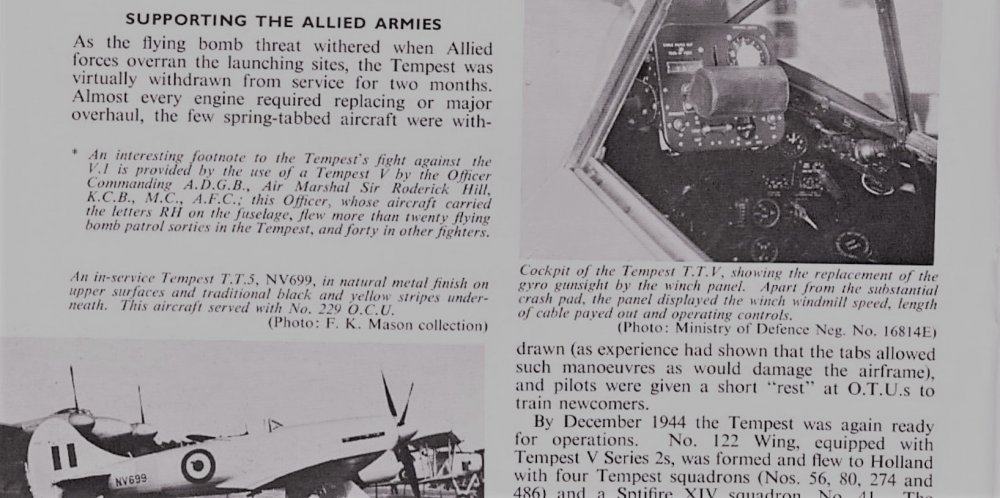 SUPPORTING THE ALLIED ARMIES
As the flying bomb threat withered when Allied
forces overran the launching sites, the Tempest was
virtually withdrawn from service for two months.
Almost every engine required replacing or major
overhaul, the few spring-tabbed aircraft were with-
* An interesting footnote to the Tempest's fight against the
V.1 is provided by the use of a Tempest V by the Officer
Commanding A.D.G.B., Air Marshal Sir Roderick Hill,
K.C.B., M.C., A.F.C.; this Officer, whose aircraft carried
the letters RH on the fuselage, flew more than twenty flying
bomb patrol sorties in the Tempest, and forty in other fighters.
An in-service Tempest T.T.5, NV699, in natural metal finish on
upper surfaces and traditional black and yellow stripes under-
neath. This aircraft served with No. 229 O.C.U.
(Photo: F. K. Mason collection)
NV699
Cockpit of the Tempest T.T.V, showing the replacement of the
gyro gunsight by the winch panel. Apart from the substantial
crash pad, the panel displayed the winch windmill speed, length
of cable payed out and operating controls.
(Photo: Ministry of Defence Neg. No. 16814E)
drawn (as experience had shown that the tabs allowed
such manoeuvres as would damage the airframe),
and pilots were given a short "rest" at O.T.U.s to
train newcomers.
By December 1944 the Tempest was again ready
for operations. No. 122 Wing, equipped with
Tempest V Series 2s, was formed and flew to Holland
with four Tempest squadrons (Nos. 56, 80, 274 and
486) and a Spitfire XIV squadron, No. 41. The